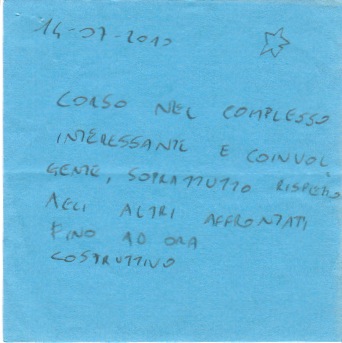 14-07-2010
CORSO NEL COMPLESSO
INTERESSANTE E COINVOL
GENTE, SOPRATTUTTO RISPETTO
AGLI ALTRI AFFRONTATI
FINO AD ORA
COSTRUTTIVO